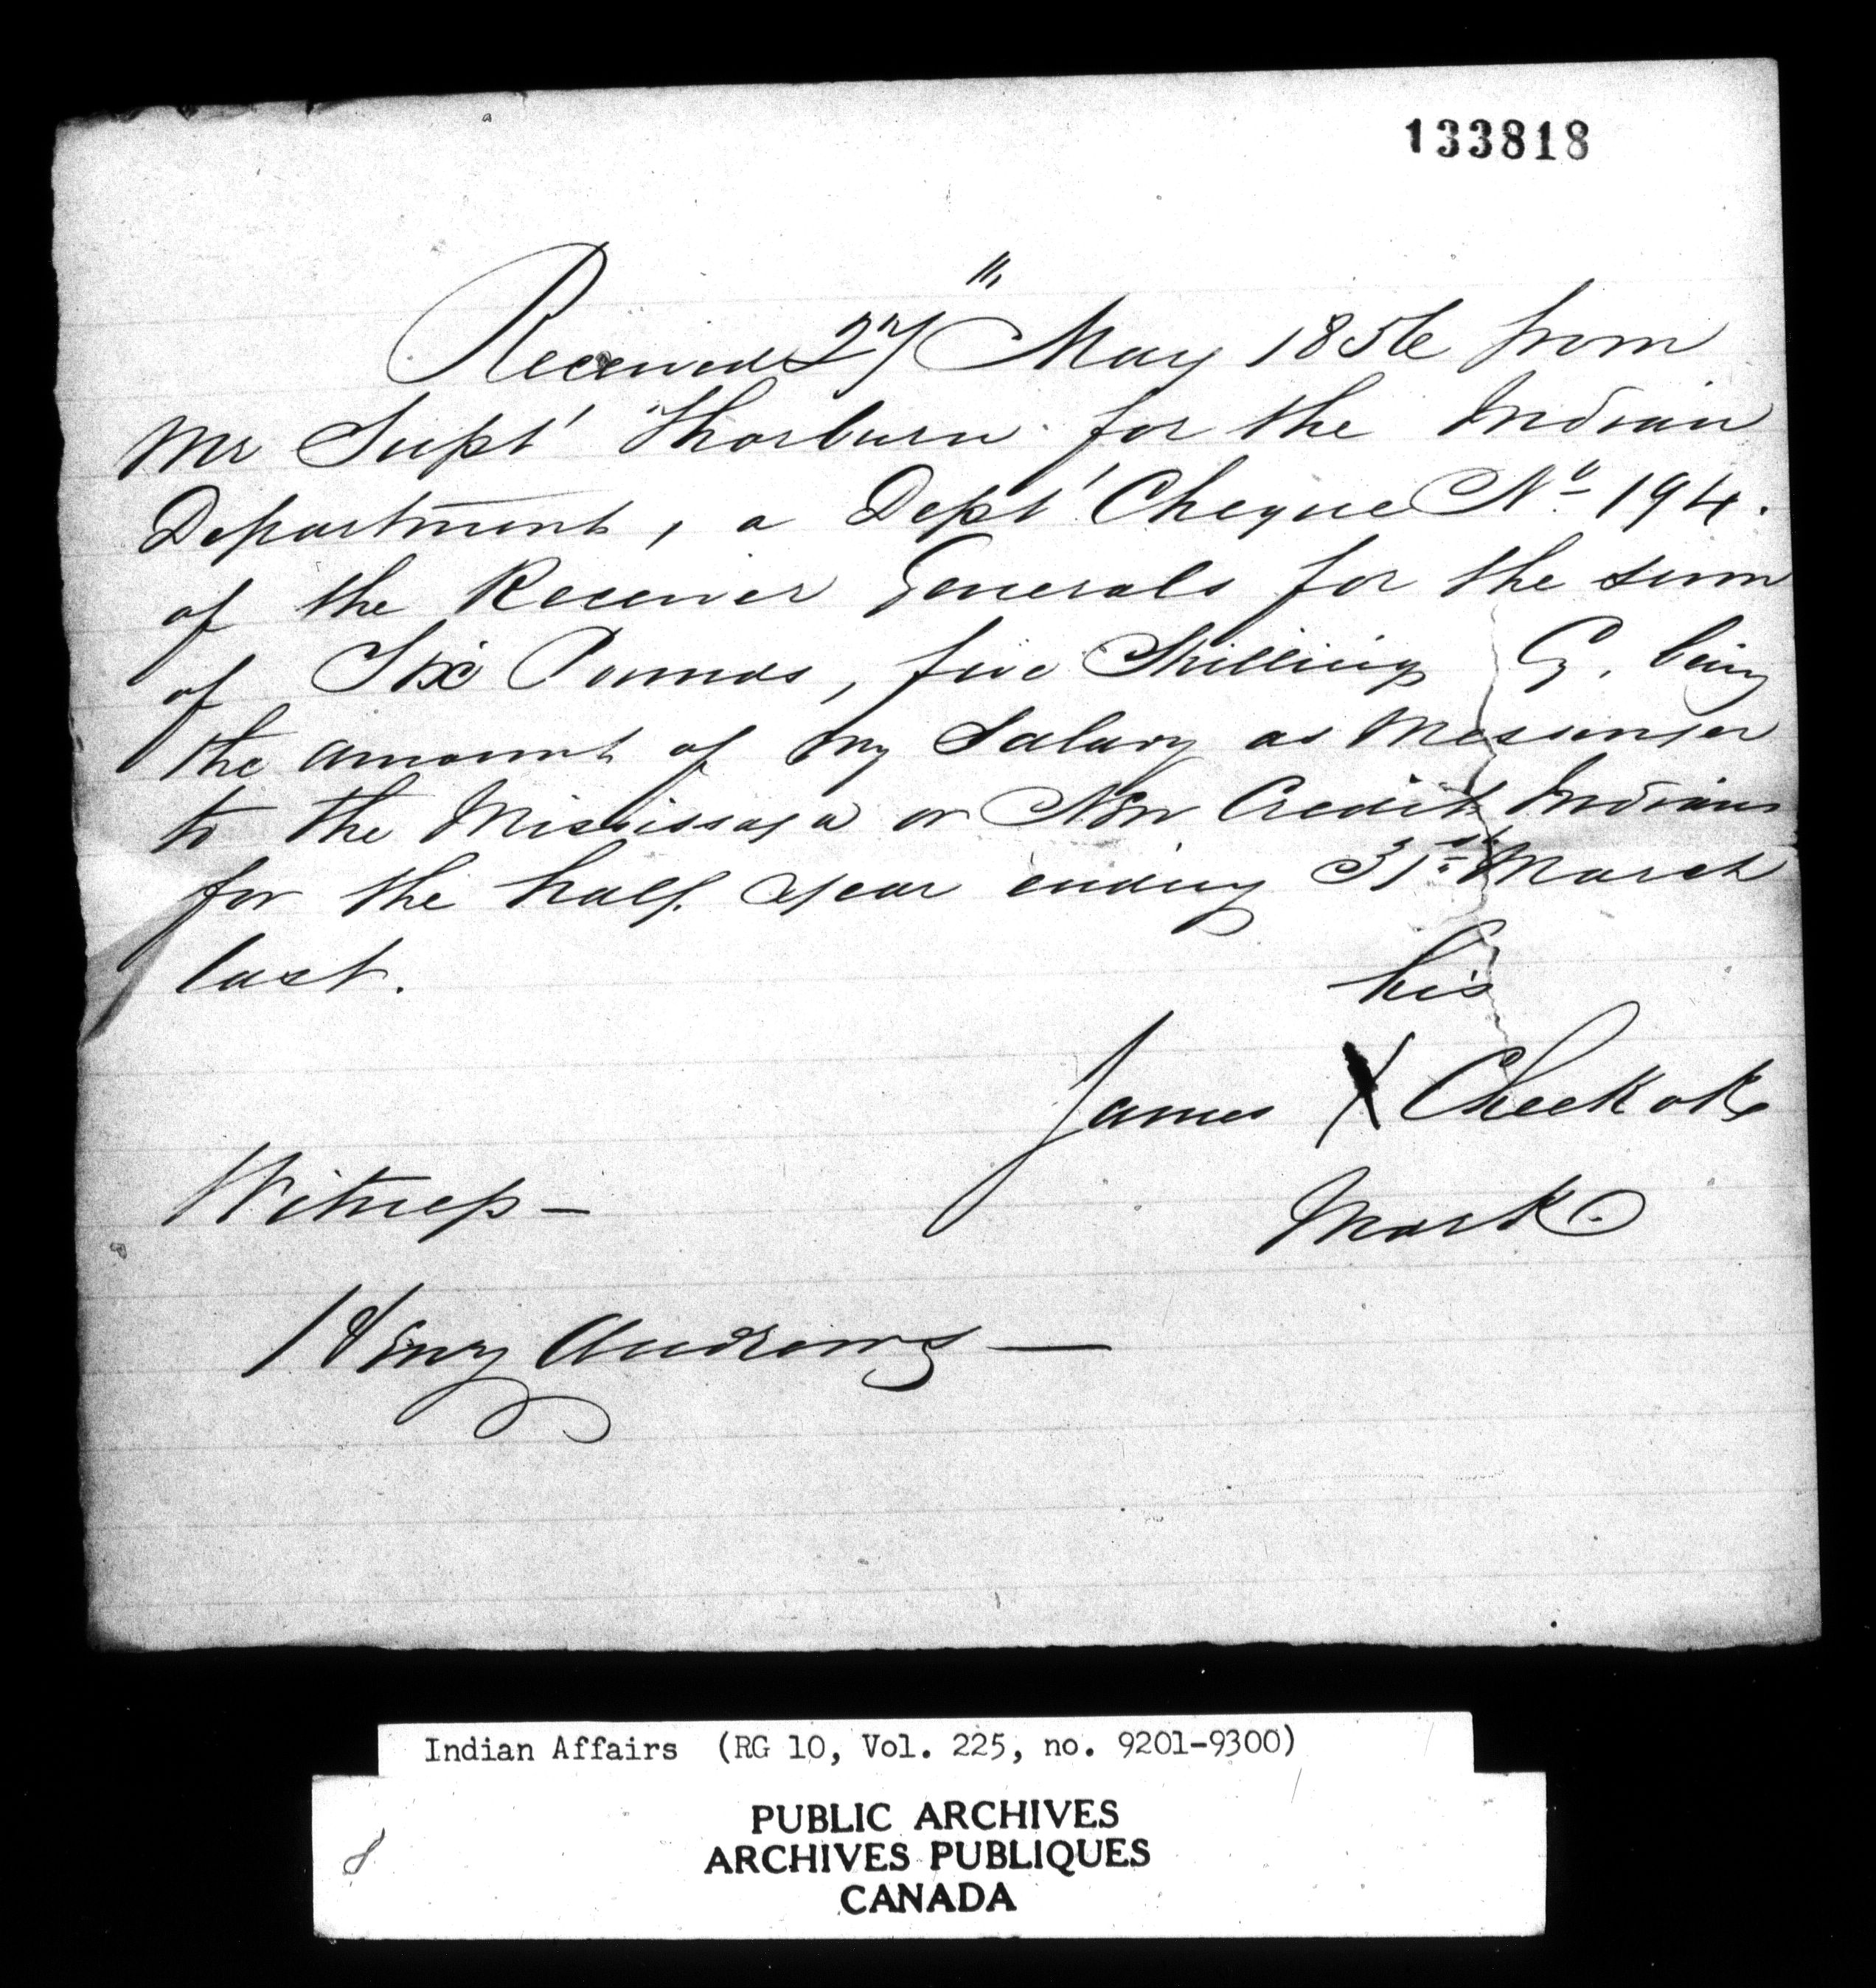 133818
Received 27th May 1856 from
Mr Supt Thorburn for the Indian
Department, a Dept Cheque No 194.
of the Receiver Generals for the sum
of Six Pounds, five Shillings Cy. being
the amount of my Salary as Messenger
to the Mississaga or New Credit Indians
for the half year ending 31st March
last.
his
James X Cheekok
Mark
Witness -
Henry Andrews -
Indian Affairs (RG 10, Vol. 225, no. 9201-9300)
PUBLIC ARCHIVES
ARCHIVES PUBLIQUES
CANADA